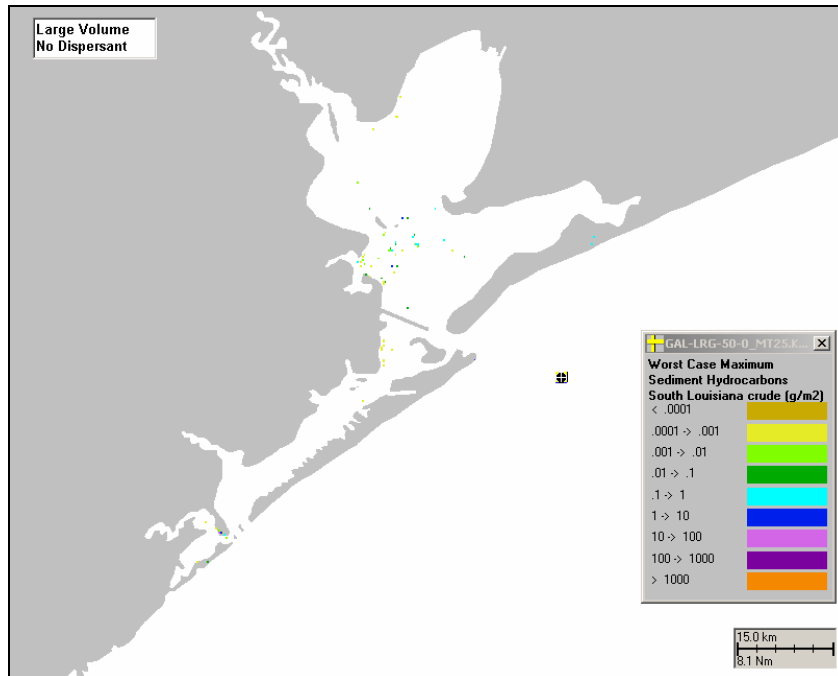 Large Volume
No Dispersant
GAL-LRG-50-0_MT25.K...
Worst Case Maximum
Sediment Hydrocarbons
South Louisiana crude (g/m2)
< .0001
.0001 -> .001
.001 -> .01
.01 -> .1
.1 -> 1
1 -> 10
10 -> 100
100 -> 1000
> 1000
15.0 km
8.1 Nm